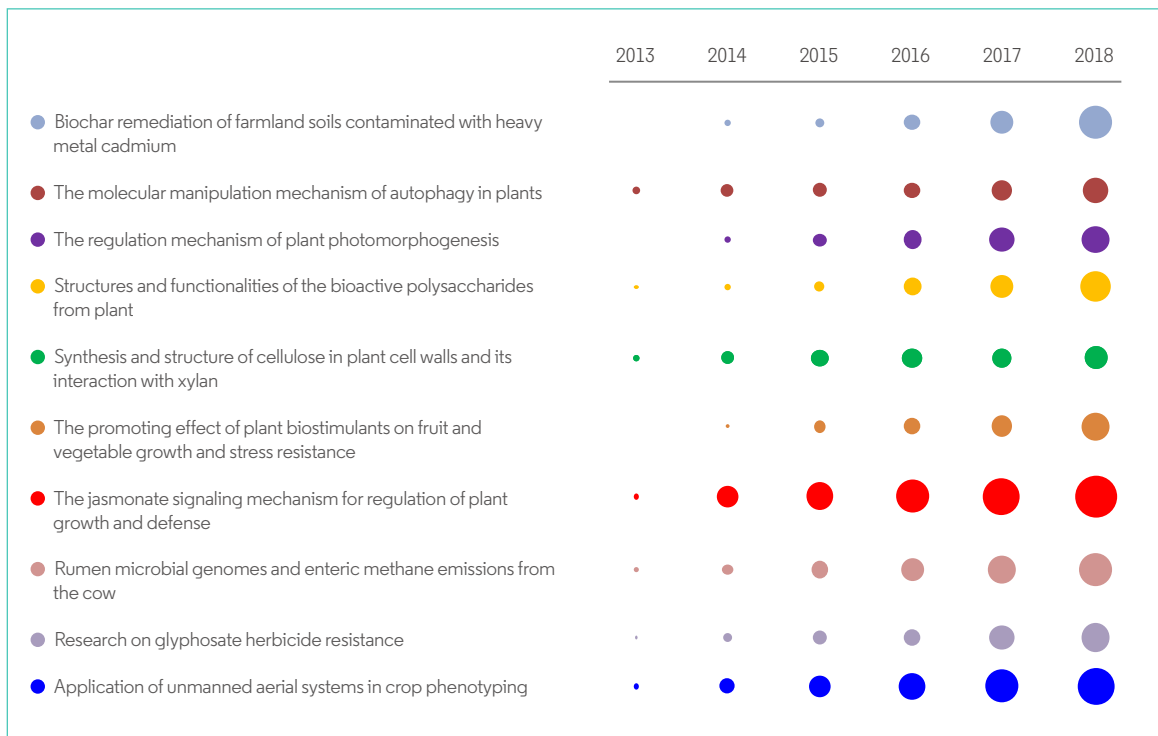 2013 2014 2015 2016 2017 2018
Biochar remediation of farmland soils contaminated with heavy
metal cadmium
The molecular manipulation mechanism of autophagy in plants
The regulation mechanism of plant photomorphogenesis
Structures and functionalities of the bioactive polysaccharides
from plant
Synthesis and structure of cellulose in plant cell walls and its
interaction with xylan
The promoting effect of plant biostimulants on fruit and
vegetable growth and stress resistance
The jasmonate signaling mechanism for regulation of plant
growth and defense
Rumen microbial genomes and enteric methane emissions from
the cow
Research on glyphosate herbicide resistance
Application of unmanned aerial systems in crop phenotyping